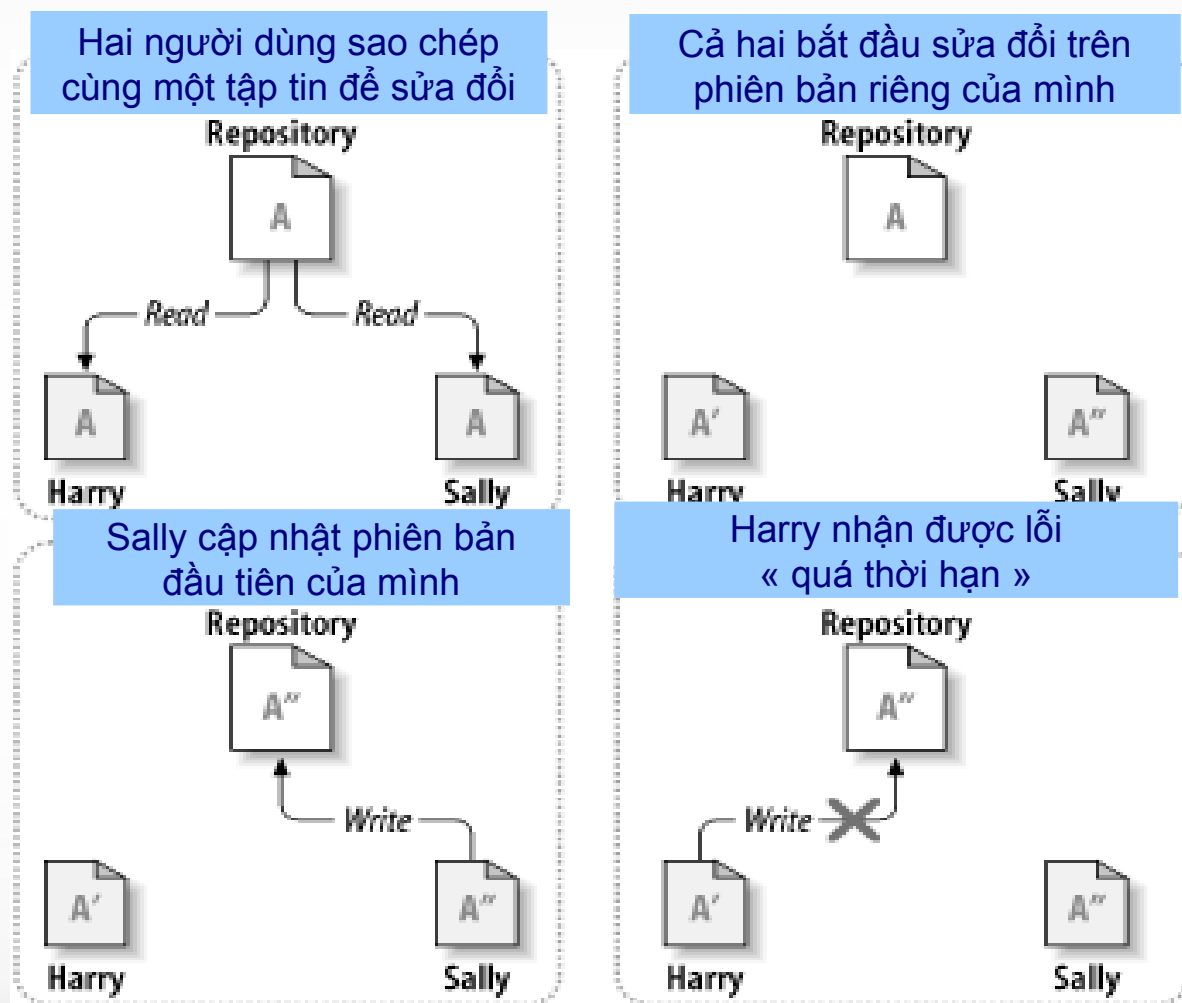 Hai người dùng sao chép
cùng một tập tin để sửa đổi
Repository
A
Read
Read
A
A
Harry
Sally
Cả hai bắt đầu sửa đổi trên
phiên bản riêng của mình
Repository
A
A'
A"
Harry
Sally
Sally cập nhật phiên bản
đầu tiên của mình
Repository
A"
Write
A'
A"
Harry
Sally
Harry nhận được lỗi
« quá thời hạn »
Repository
A"
Write
A'
A"
Harry
Sally